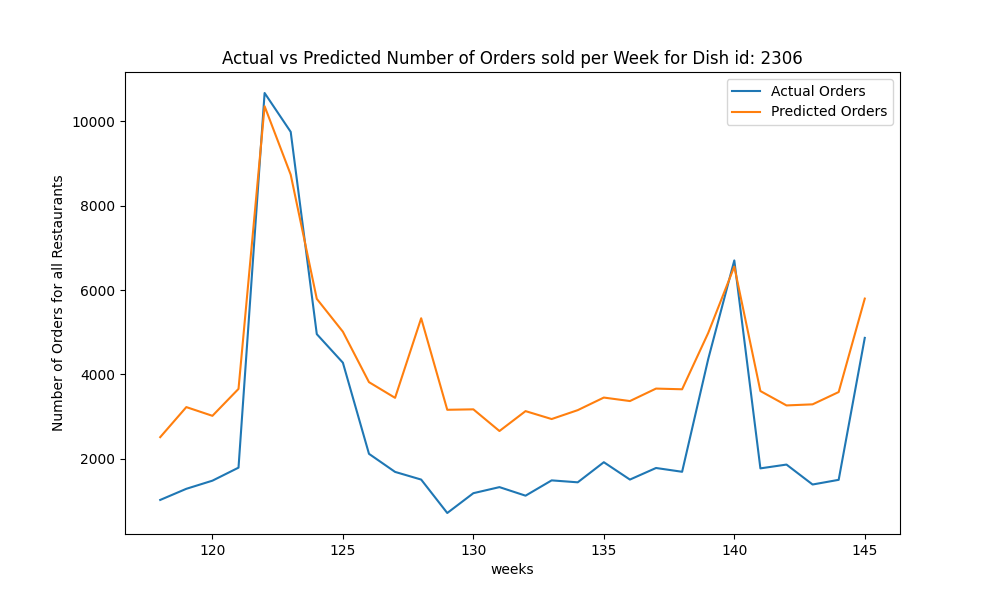 Actual vs Predicted Number of Orders sold per Week for Dish id: 2306
Actual Orders
Predicted Orders
Number of Orders for all Restaurants
10000
8000
6000
4000
2000
120 125 130 135 140 145
weeks